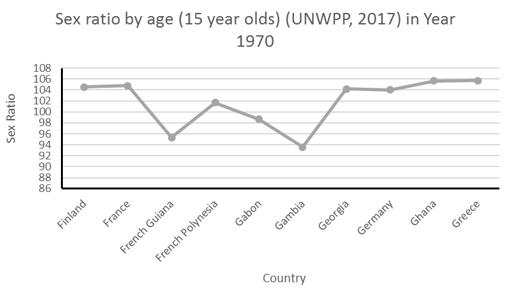 Sex ratio by age (15 year olds) (UNWPP, 2017) in Year
1970
Sex Ratio
108
106
104
102
100
98
96
94
92
90
88
86
Finland
France
French Guiana
French Polynesia
Gabon
Gambia
Georgia
Germany
Ghana
Greece
Country